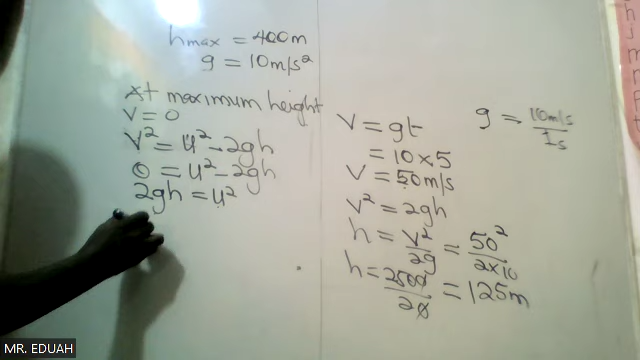 hmax = 400m
g = 10m/s²
At maximum height
V = 0
V² = u² - 2gh
0 = u² - 2gh
2gh = u²
V = gt
= 10 × 5
V = 50m/s
V² = 2gh
h = V²/2g = 50²/2×10
h = 2500/20 = 125m
g = 10m/s/1s
MR. EDUAH